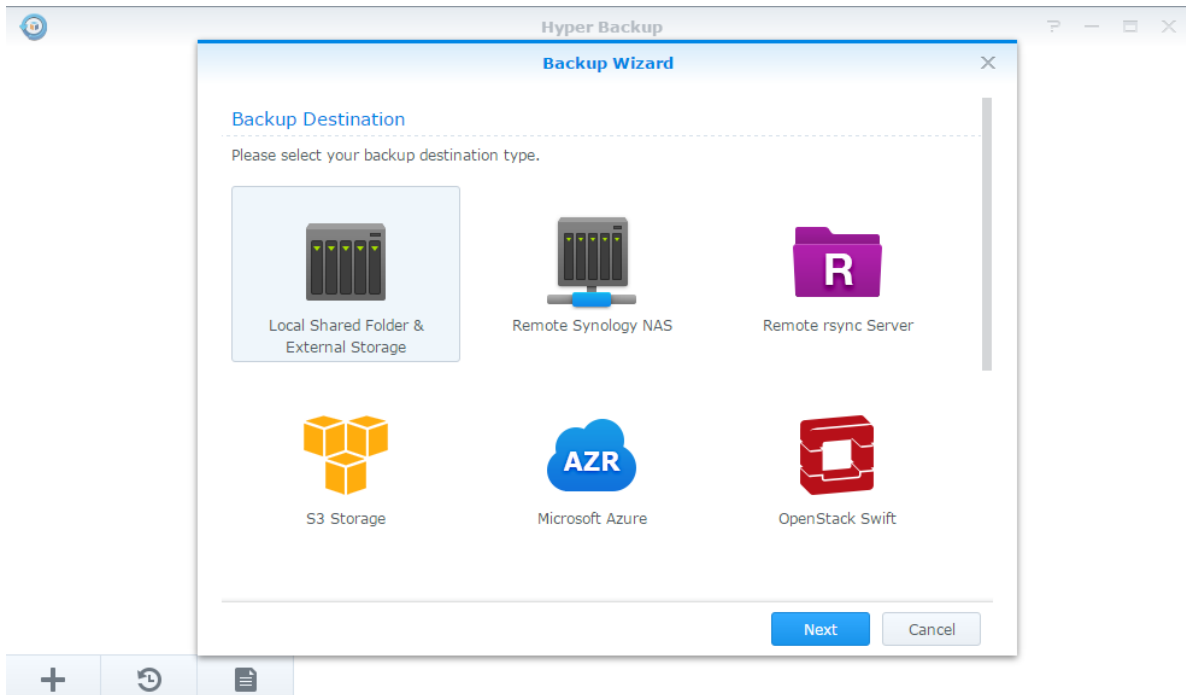 Hyper Backup
Backup Wizard
Backup Destination
Please select your backup destination type.
Local Shared Folder &
External Storage
Remote Synology NAS
R
Remote rsync Server
S3 Storage
AZR
Microsoft Azure
OpenStack Swift
Next
Cancel